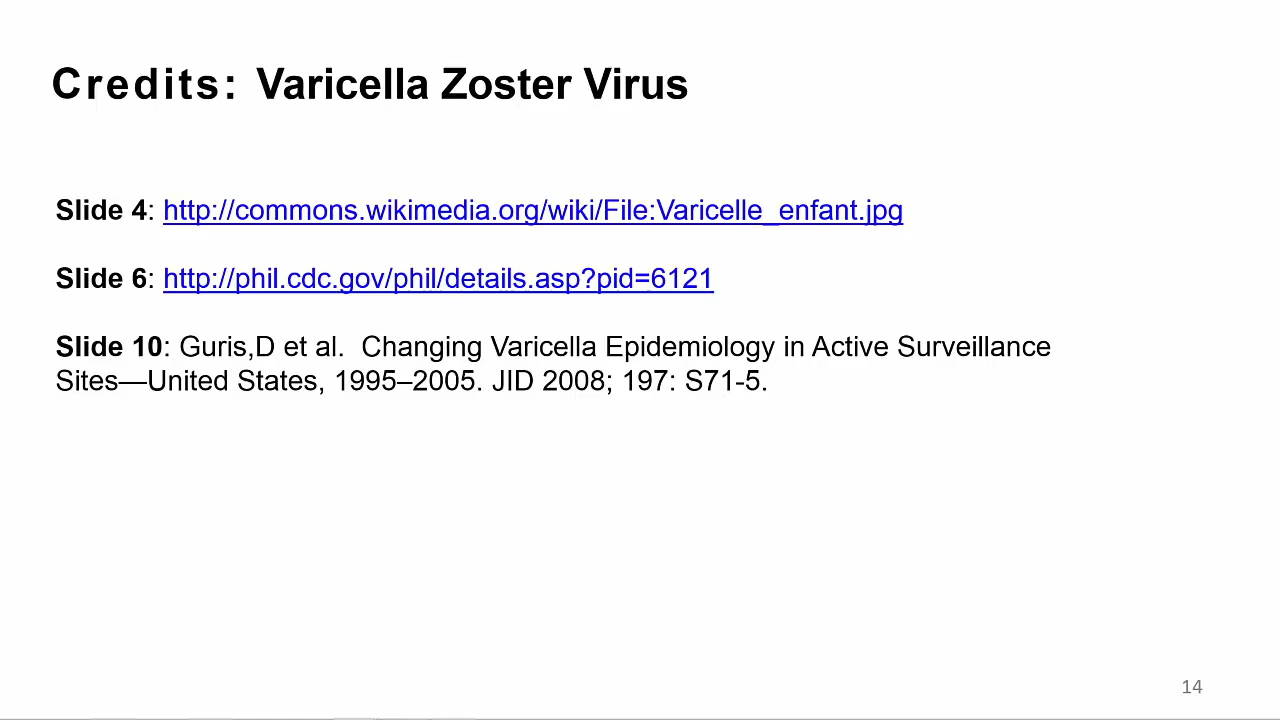 Credits: Varicella Zoster Virus
Slide 4: http://commons.wikimedia.org/wiki/File:Varicelle_enfant.jpg
Slide 6: http://phil.cdc.gov/phil/details.asp?pid=6121
Slide 10: Guris,D et al.  Changing Varicella Epidemiology in Active Surveillance
Sites—United States, 1995–2005. JID 2008; 197: S71-5.
14